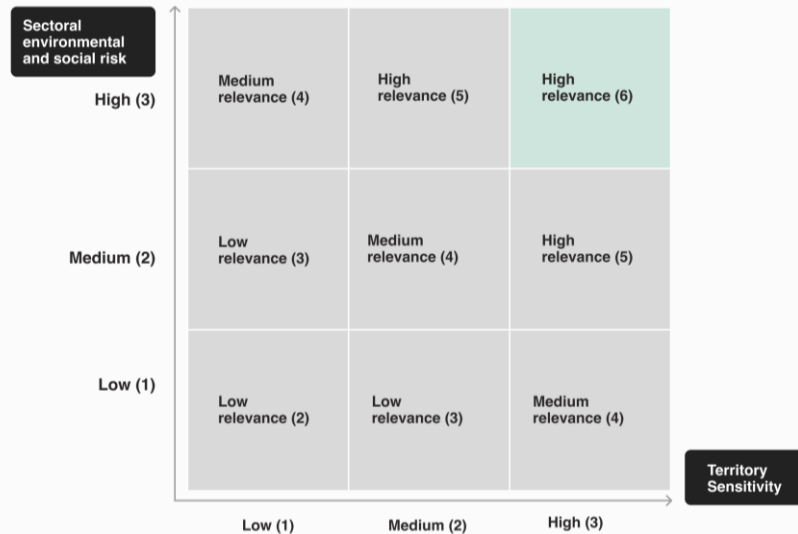 Sectoral
environmental
and social risk
High (3)
Medium
relevance (4)
High
relevance (5)
High
relevance (6)
Medium (2)
Low
relevance (3)
Medium
relevance (4)
High
relevance (5)
Low (1)
Low
relevance (2)
Low
relevance (3)
Medium
relevance (4)
Territory
Sensitivity
Low (1)
Medium (2)
High (3)